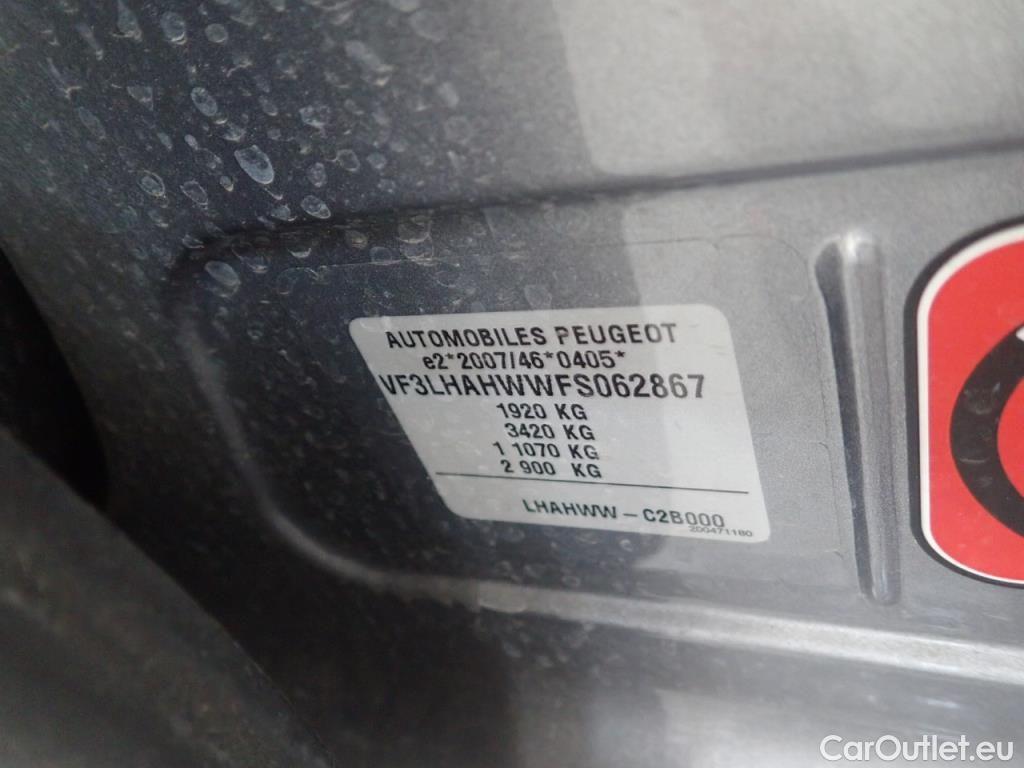 AUTOMOBILES PEUGEOT
e2*2007/46*0405*
VF3LHAHWWFS062867
1920 KG
3420 KG
1 1070 KG
2 900 KG
LHAHWW - C2B000
200471180
CarOutlet.eu